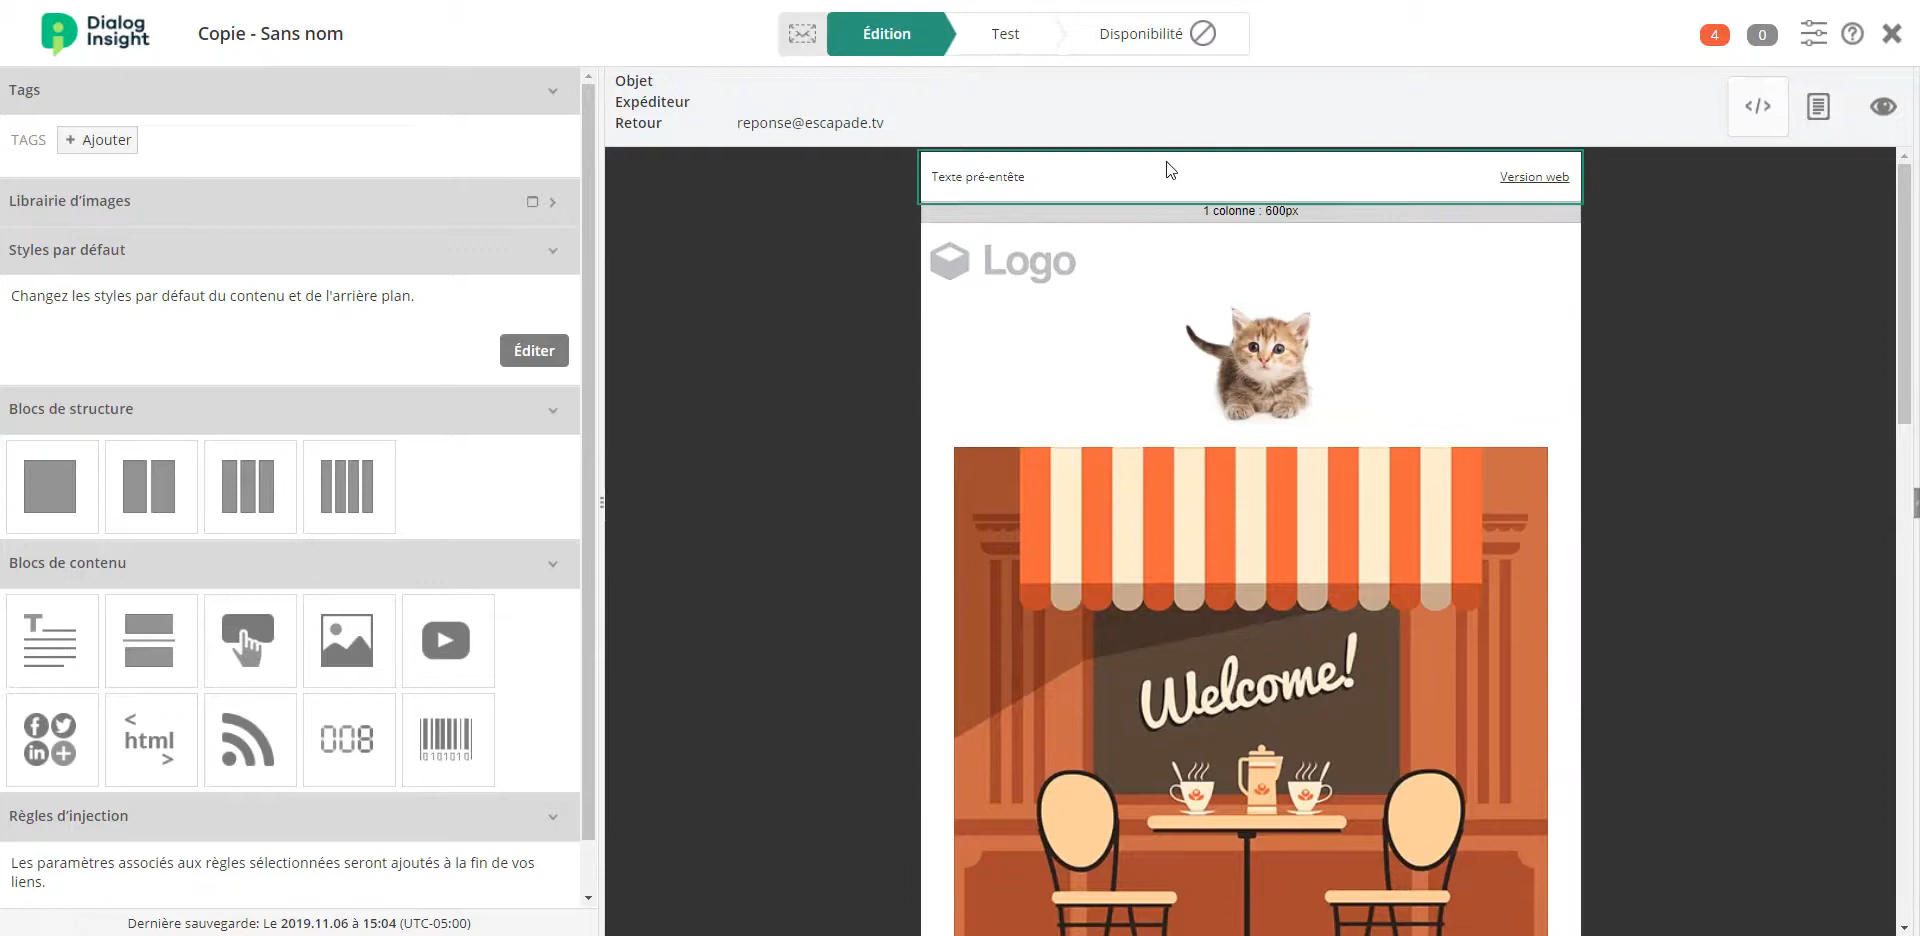 Dialog
Insight
Copie - Sans nom
Édition
Test
Disponibilité
4
0
Tags
TAGS
+ Ajouter
Librairie d'images
Styles par défaut
Changez les styles par défaut du contenu et de l'arrière plan.
Éditer
Blocs de structure
Blocs de contenu
T
< html >
008
0101010
Règles d'injection
Les paramètres associés aux règles sélectionnées seront ajoutés à la fin de vos
liens.
Dernière sauvegarde: Le 2019.11.06 à 15:04 (UTC-05:00)
Objet
Expéditeur
Retour reponse@escapade.tv
</>
Texte pré-entête
Version web
1 colonne : 600px
Logo
Welcome!